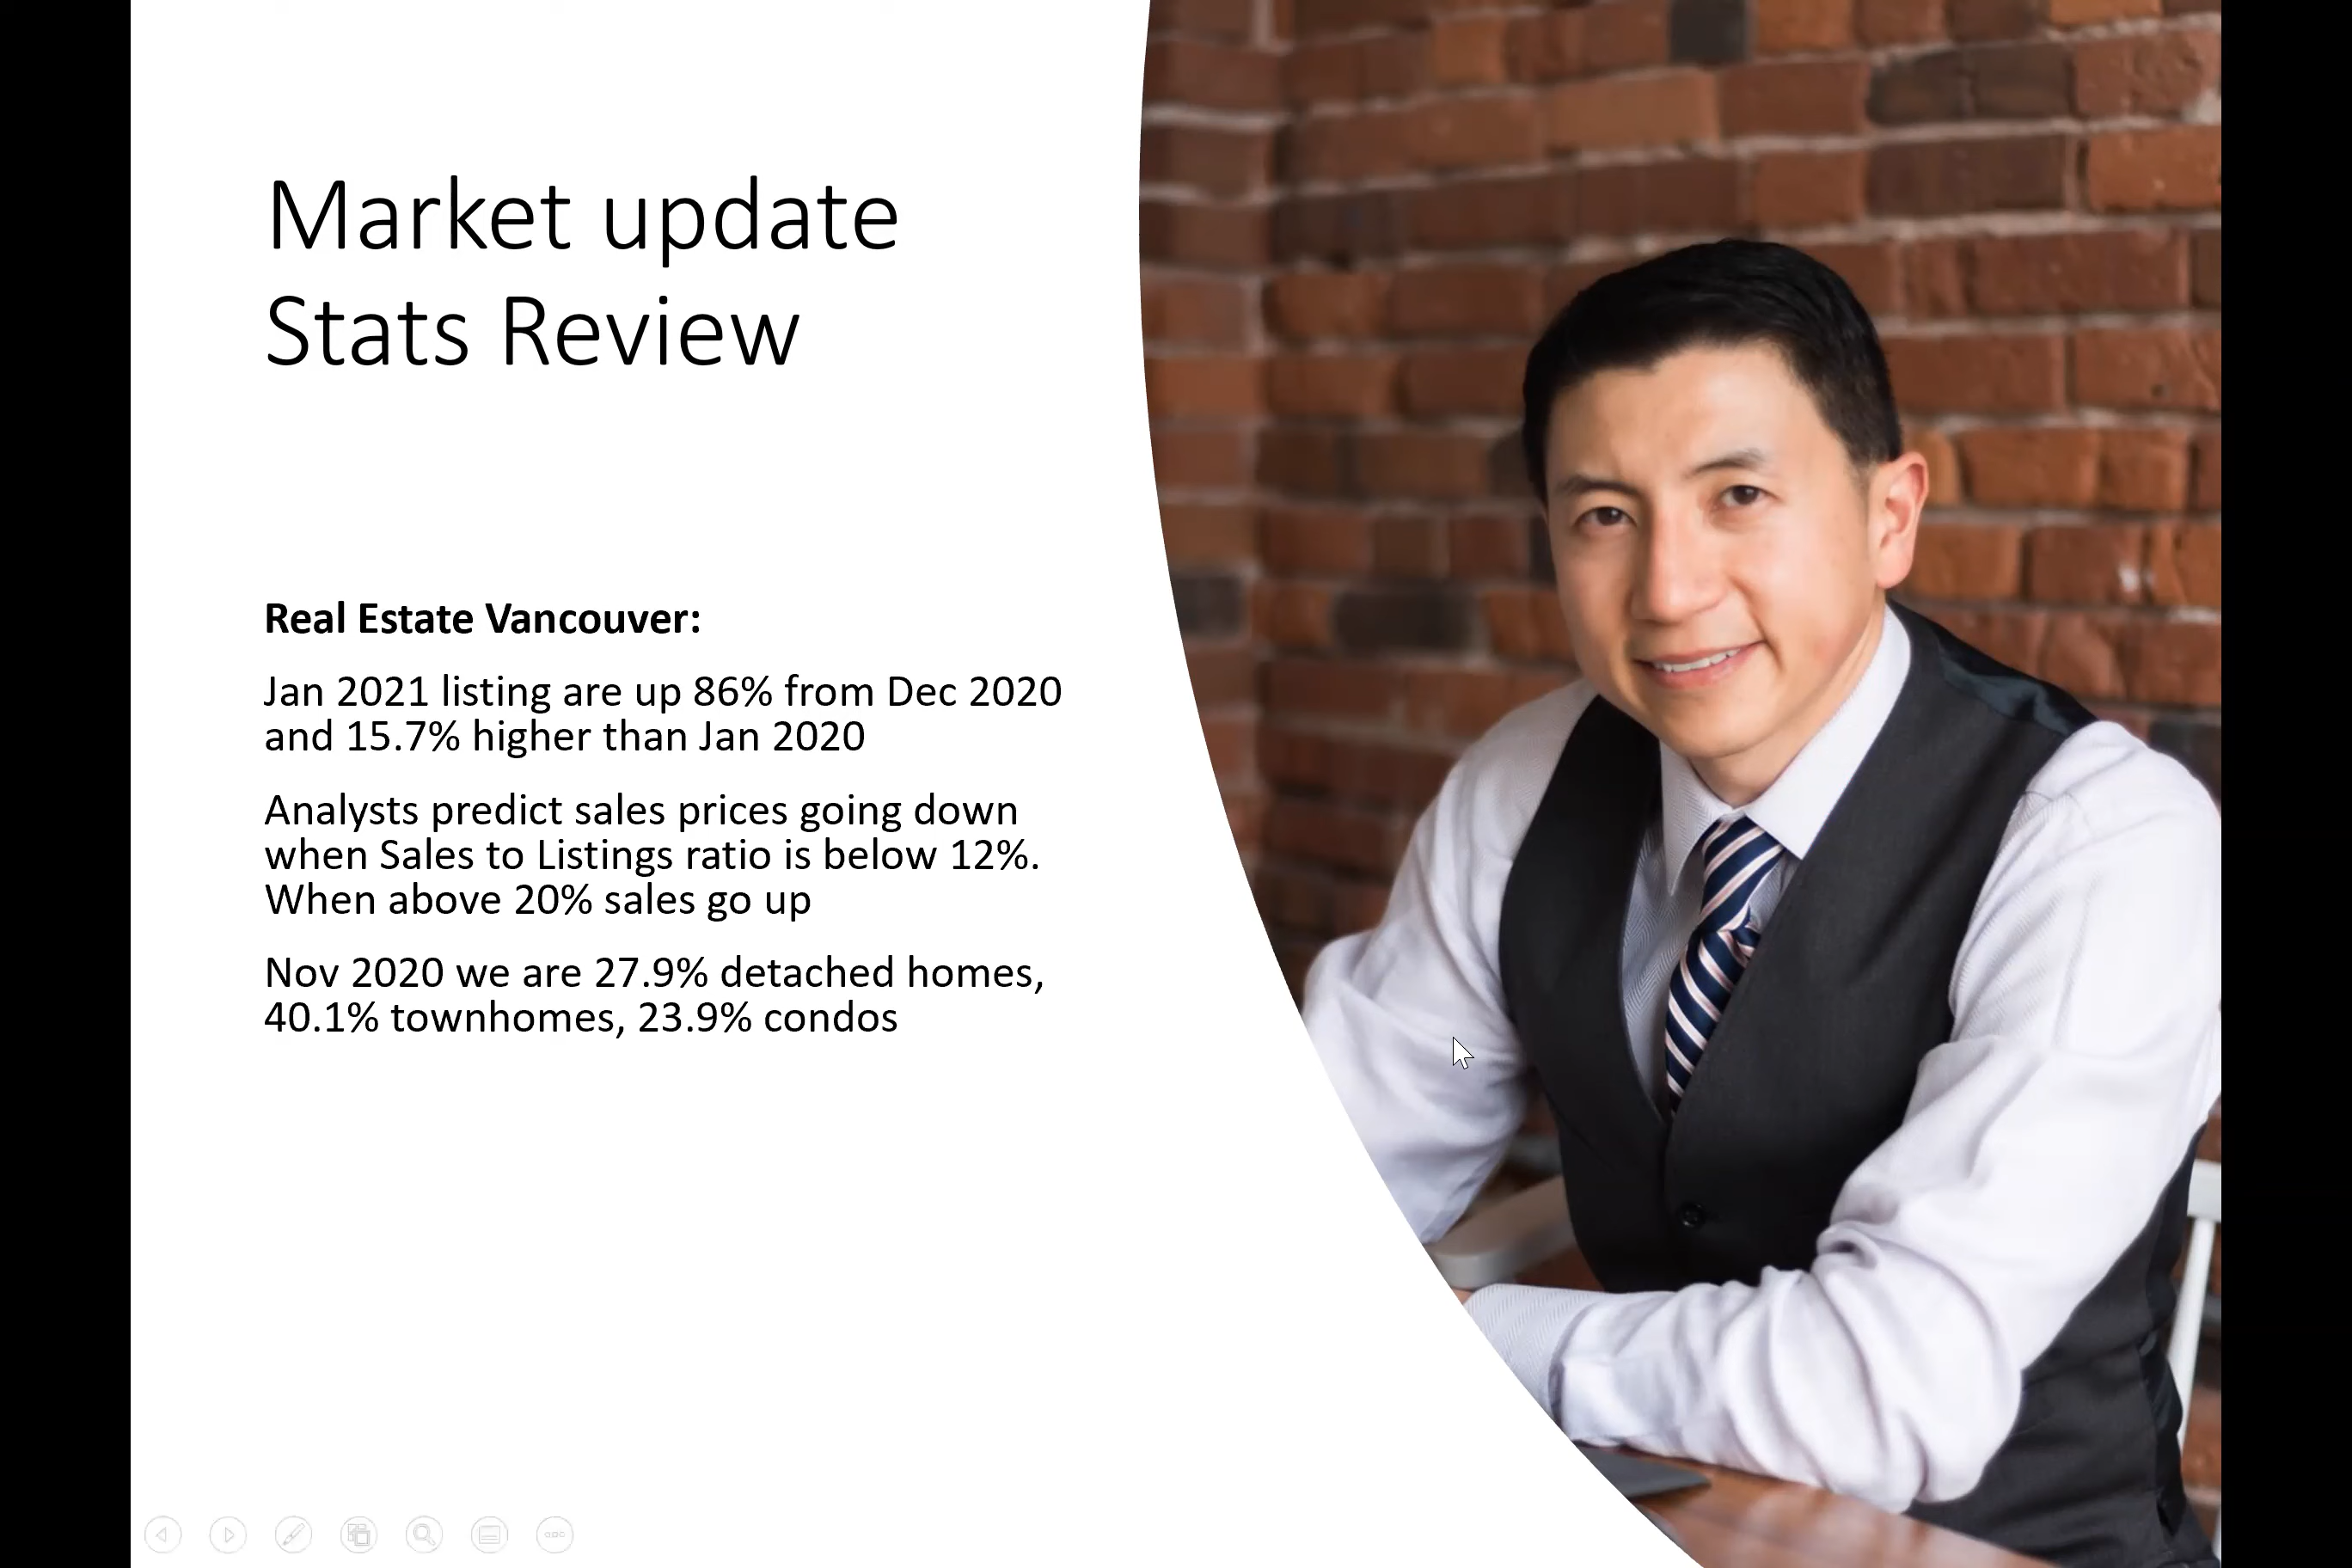 Market update
Stats Review
Real Estate Vancouver:
Jan 2021 listing are up 86% from Dec 2020
and 15.7% higher than Jan 2020
Analysts predict sales prices going down
when Sales to Listings ratio is below 12%.
When above 20% sales go up
Nov 2020 we are 27.9% detached homes,
40.1% townhomes, 23.9% condos